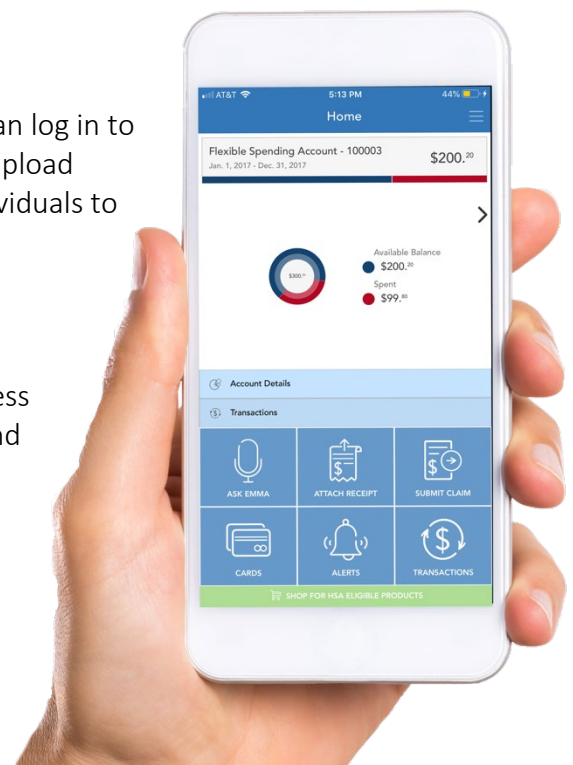 an log in to
pload
viduals to
ess
nd
AT&T 5:13 PM 44%
Home
Flexible Spending Account - 100003
Jan. 1, 2017 - Dec. 31, 2017
$200.20
Available Balance
$200.20
Spent
$99.80
Account Details
Transactions
ASK EMMA ATTACH RECEIPT SUBMIT CLAIM
CARDS ALERTS TRANSACTIONS
SHOP FOR HSA ELIGIBLE PRODUCTS